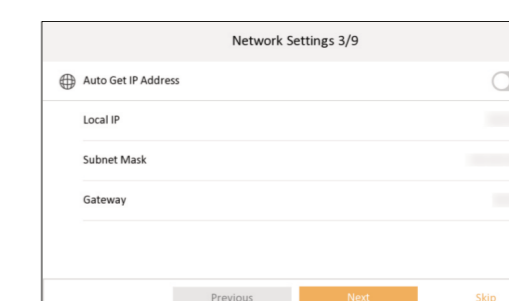 Network Settings 3/9
Auto Get IP Address
Local IP
Subnet Mask
Gateway
Previous
Next
Skip